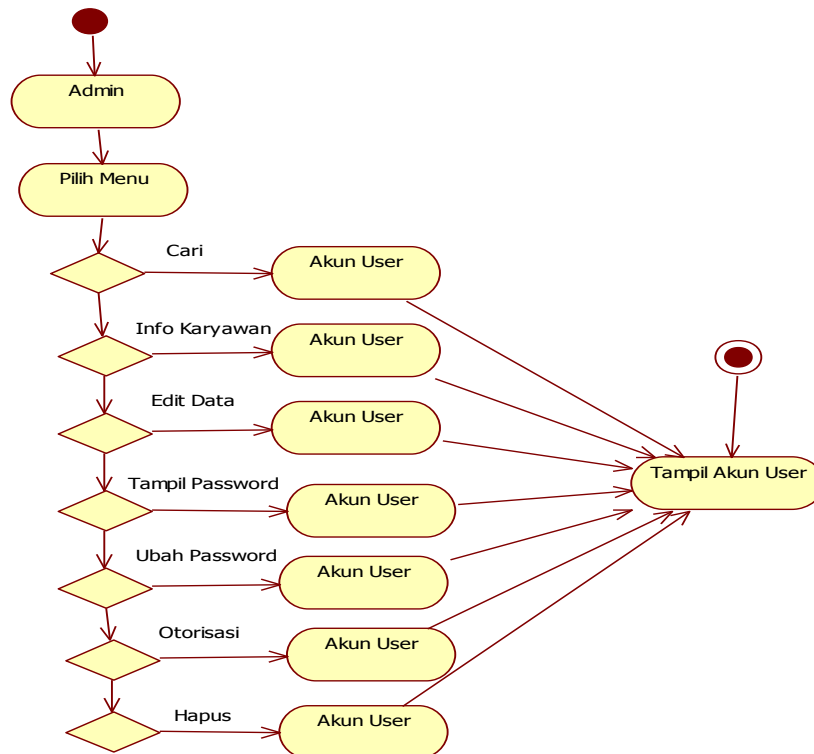 Admin
Pilih Menu
Cari
Akun User
Info Karyawan
Akun User
Edit Data
Akun User
Tampil Akun User
Tampil Password
Akun User
Ubah Password
Akun User
Otorisasi
Akun User
Hapus
Akun User